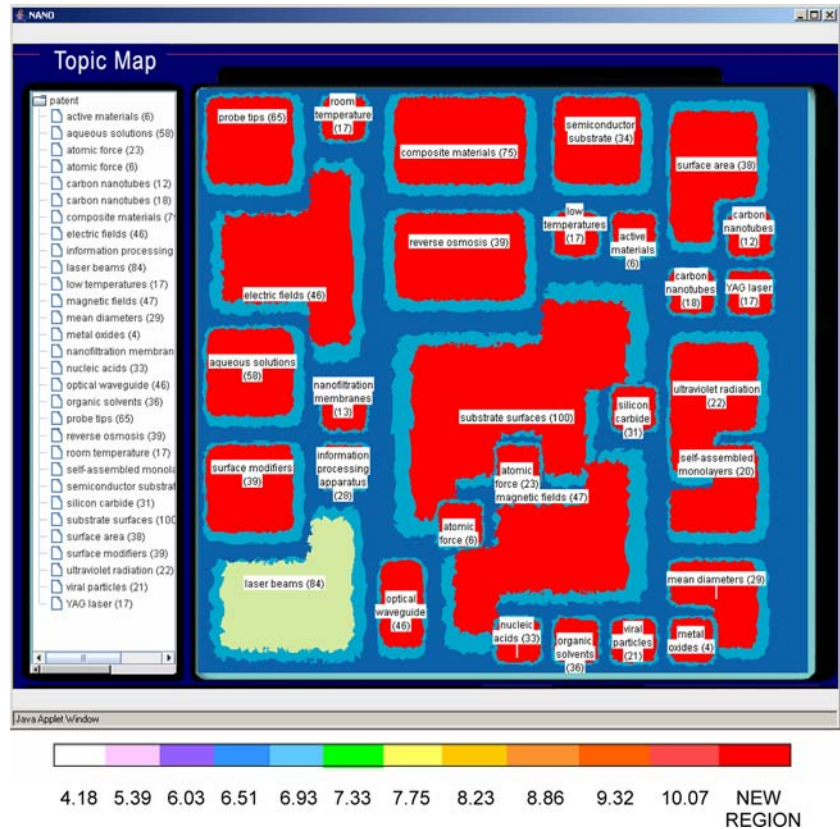 NANO
Topic Map
patent
active materials (6)
aqueous solutions (58)
atomic force (23)
atomic force (6)
carbon nanotubes (12)
carbon nanotubes (18)
composite materials (75
electric fields (46)
information processing
laser beams (84)
low temperatures (17)
magnetic fields (47)
mean diameters (29)
metal oxides (4)
nanofiltration membran
nucleic acids (33)
optical waveguide (46)
organic solvents (36)
probe tips (65)
reverse osmosis (39)
room temperature (17)
self-assembled monola
semiconductor substrat
silicon carbide (31)
substrate surfaces (100
surface area (38)
surface modifiers (39)
ultraviolet radiation (22)
viral particles (21)
YAG laser (17)
probe tips (65)
room
temperature
(17)
composite materials (75)
semiconductor
substrate (34)
surface area (38)
electric fields (46)
reverse osmosis (39)
low
temperatures
(17)
active
materials
(6)
carbon
nanotubes
(12)
carbon
nanotubes
(18)
YAG laser
(17)
aqueous solutions
(58)
nanofiltration
membranes
(13)
substrate surfaces (100)
silicon
carbide
(31)
ultraviolet radiation
(22)
surface modifiers
(39)
information
processing
apparatus
(28)
atomic
force (23)
magnetic fields (47)
self-assembled
monolayers (20)
atomic
force (6)
laser beams (84)
optical
waveguide
(46)
mean diameters (29)
nucleic
acids (33)
organic
solvents
(36)
viral
particles
(21)
metal
oxides (4)
Java Applet Window
4.18 5.39 6.03 6.51 6.93 7.33 7.75 8.23 8.86 9.32 10.07 NEW
REGION